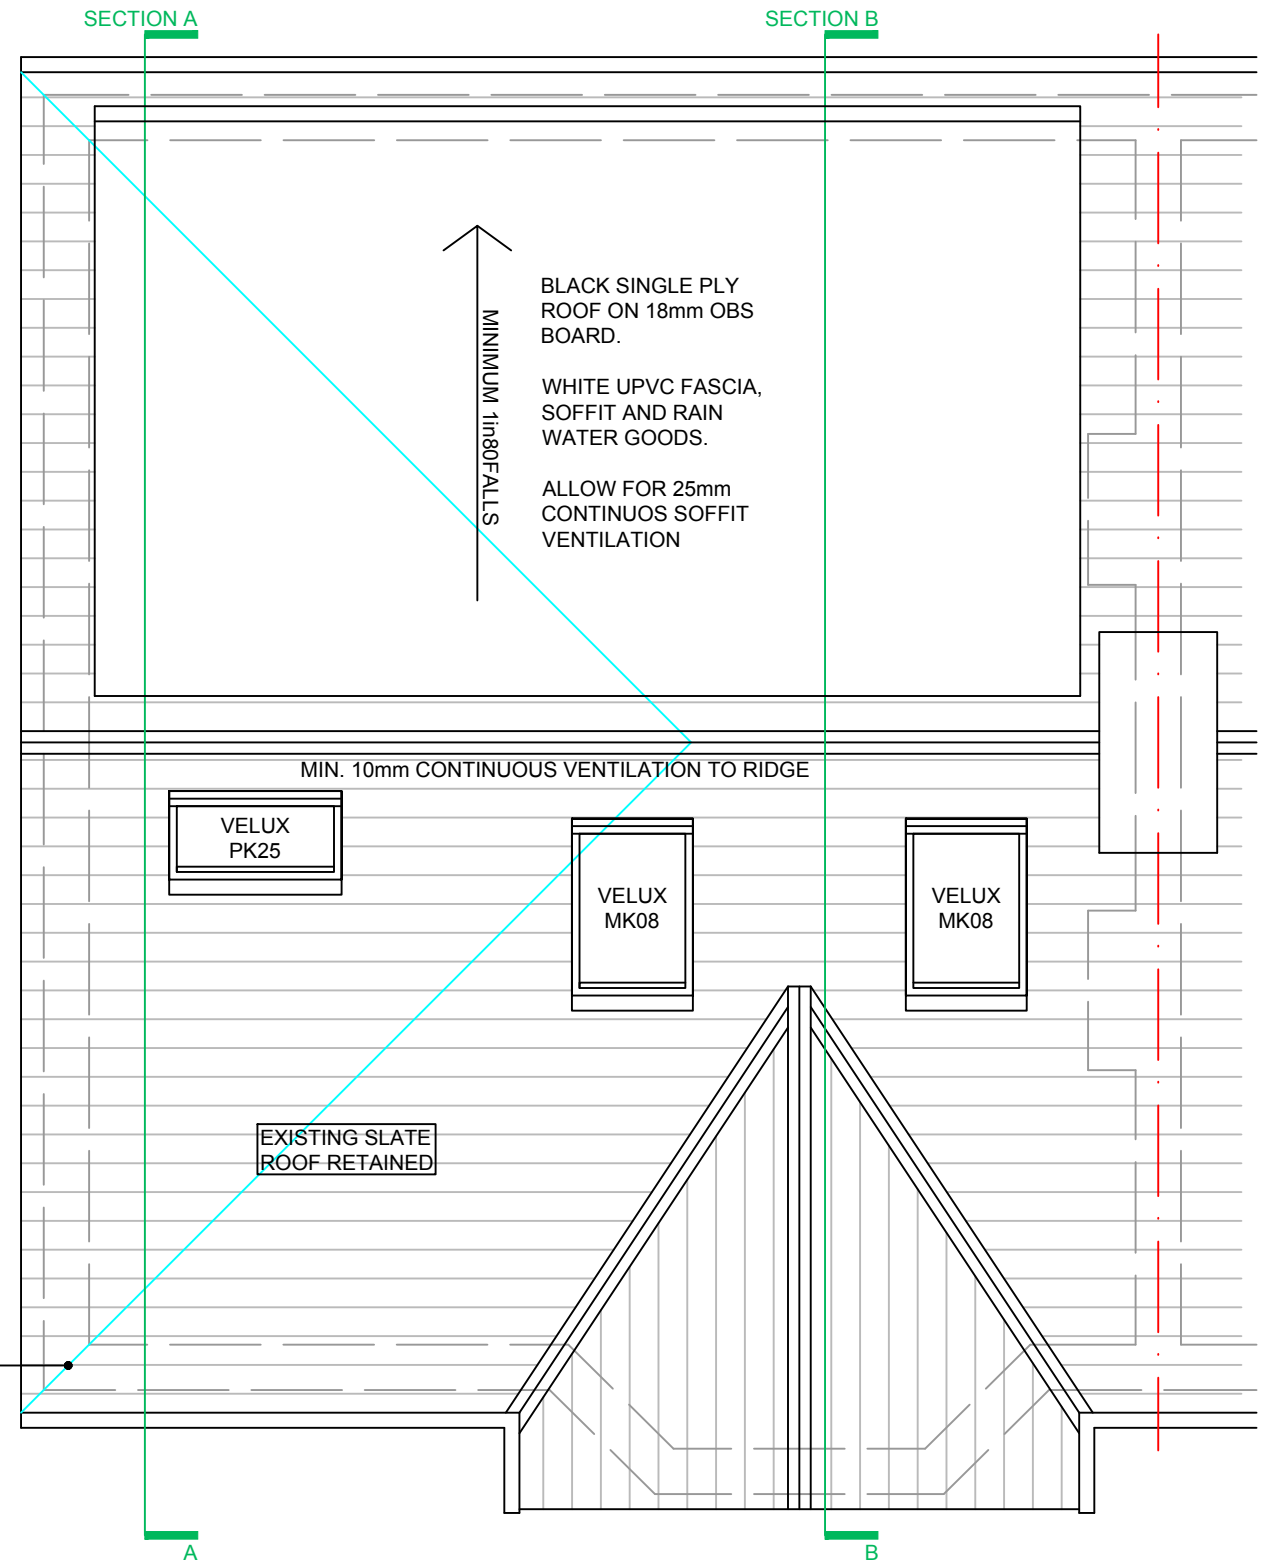 SECTION A
SECTION B
MINIMUM 1in80FALLS
BLACK SINGLE PLY
ROOF ON 18mm OBS
BOARD.
WHITE UPVC FASCIA,
SOFFIT AND RAIN
WATER GOODS.
ALLOW FOR 25mm
CONTINUOS SOFFIT
VENTILATION
MIN. 10mm CONTINUOUS VENTILATION TO RIDGE
VELUX
PK25
VELUX
MK08
VELUX
MK08
EXISTING SLATE
ROOF RETAINED
A
B